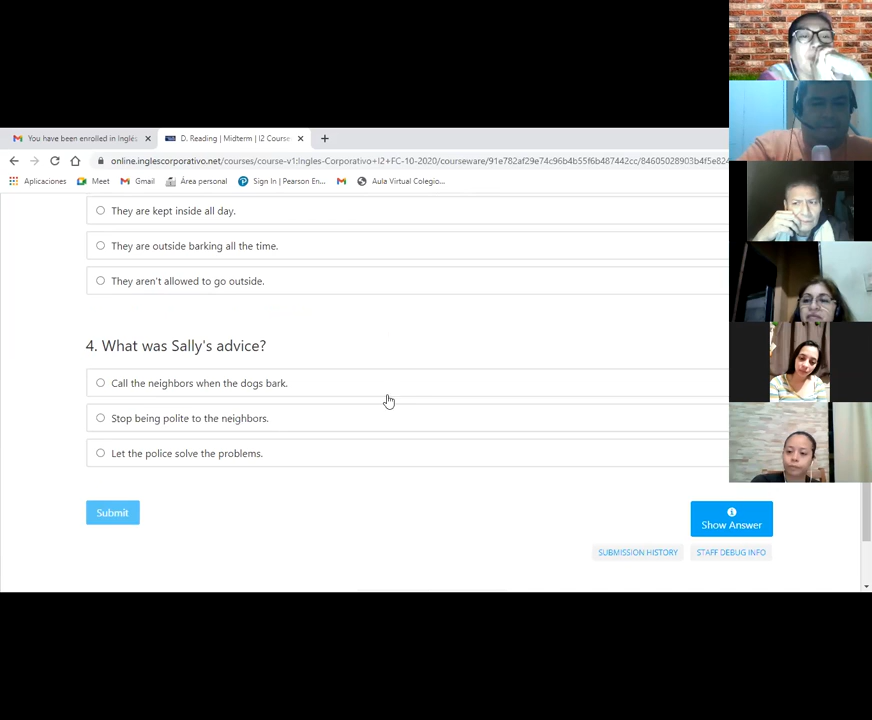 You have been enrolled in Inglé
D. Reading | Midterm | I2 Course
online.inglescorporativo.net/courses/course-v1:Ingles-Corporativo+I2+FC-10-2020/courseware/91e782af29e74c96b4b55f6b487442cc/84605028903b4f5e824
Aplicaciones
Meet
Gmail
Área personal
Sign In | Pearson En...
Aula Virtual Colegio...
They are kept inside all day.
They are outside barking all the time.
They aren't allowed to go outside.
4. What was Sally's advice?
Call the neighbors when the dogs bark.
Stop being polite to the neighbors.
Let the police solve the problems.
Submit
Show Answer
SUBMISSION HISTORY
STAFF DEBUG INFO